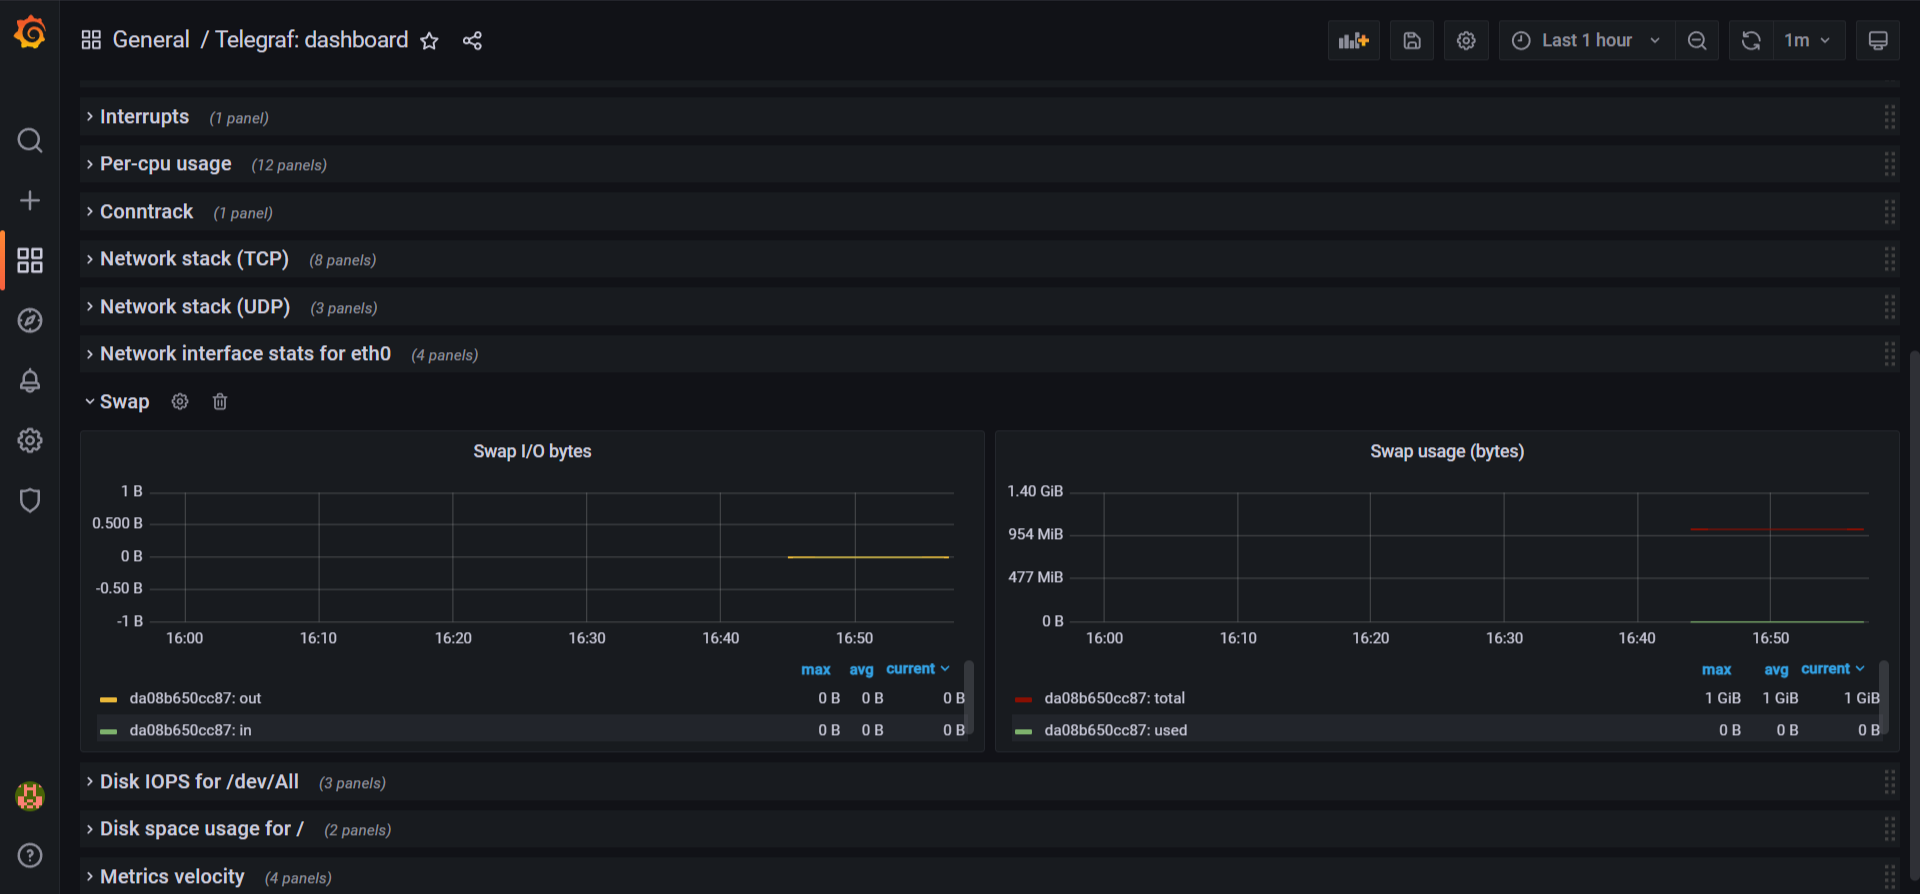 General / Telegraf: dashboard
Last 1 hour
1m
Interrupts (1 panel)
Per-cpu usage (12 panels)
Conntrack (1 panel)
Network stack (TCP) (8 panels)
Network stack (UDP) (3 panels)
Network interface stats for eth0 (4 panels)
Swap
Swap I/O bytes
1 B
0.500 B
0 B
-0.50 B
-1 B
16:00 16:10 16:20 16:30 16:40 16:50
max avg current
da08b650cc87: out 0 B 0 B 0 B
da08b650cc87: in 0 B 0 B 0 B
Swap usage (bytes)
1.40 GiB
954 MiB
477 MiB
0 B
16:00 16:10 16:20 16:30 16:40 16:50
max avg current
da08b650cc87: total 1 GiB 1 GiB 1 GiB
da08b650cc87: used 0 B 0 B 0 B
Disk IOPS for /dev/All (3 panels)
Disk space usage for / (2 panels)
Metrics velocity (4 panels)